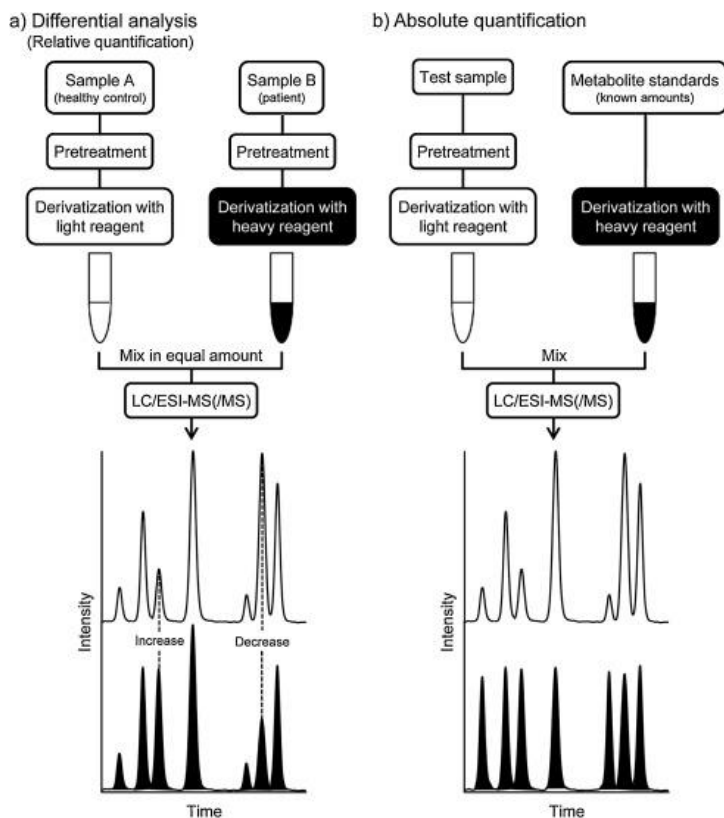 a) Differential analysis
(Relative quantification)
Sample A
(healthy control)
Sample B
(patient)
Pretreatment
Pretreatment
Derivatization with
light reagent
Derivatization with
heavy reagent
Mix in equal amount
LC/ESI-MS(/MS)
Intensity
Increase
Decrease
Time
b) Absolute quantification
Test sample
Metabolite standards
(known amounts)
Pretreatment
Derivatization with
light reagent
Derivatization with
heavy reagent
Mix
LC/ESI-MS(/MS)
Intensity
Time